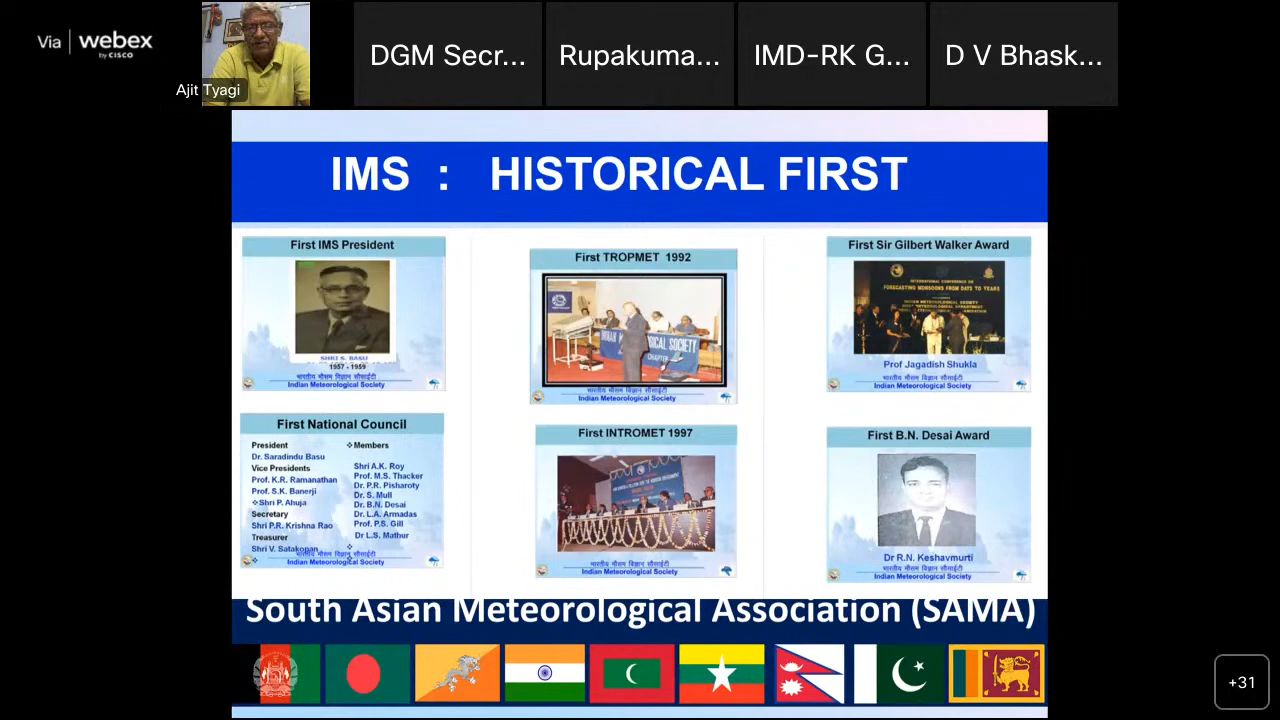 Via | webex
by CISCO
Ajit Tyagi
DGM Secr...
Rupakuma...
IMD-RK G...
D V Bhask...
IMS : HISTORICAL FIRST
First IMS President
SHRI S. BASU
1957 - 1959
भारतीय मौसम विज्ञान सौसाईटी
Indian Meteorological Society
First TROPMET 1992
भारतीय मौसम विज्ञान सौसाईटी
Indian Meteorological Society
First Sir Gilbert Walker Award
INTERNATIONAL CONFERENCE ON
FORECASTING MONSOONS FROM DAYS TO YEARS
Prof Jagadish Shukla
भारतीय मौसम विज्ञान सौसाईटी
Indian Meteorological Society
First National Council
President
Dr. Saradindu Basu
Vice Presidents
Prof. K.R. Ramanathan
Prof. S.K. Banerji
❖Shri P. Ahuja
Secretary
Shri P.R. Krishna Rao
Treasurer
Shri V. Satakopan
❖Members
Shri A.K. Roy
Prof. M.S. Thacker
Dr. P.R. Pisharoty
Dr. S. Mull
Dr. B.N. Desai
Dr. L.A. Armadas
Prof. P.S. Gill
Dr L.S. Mathur
भारतीय मौसम विज्ञान सौसाईटी
Indian Meteorological Society
First INTROMET 1997
भारतीय मौसम विज्ञान सौसाईटी
Indian Meteorological Society
First B.N. Desai Award
Dr R.N. Keshavmurti
भारतीय मौसम विज्ञान सौसाईटी
Indian Meteorological Society
South Asian Meteorological Association (SAMA)
+31